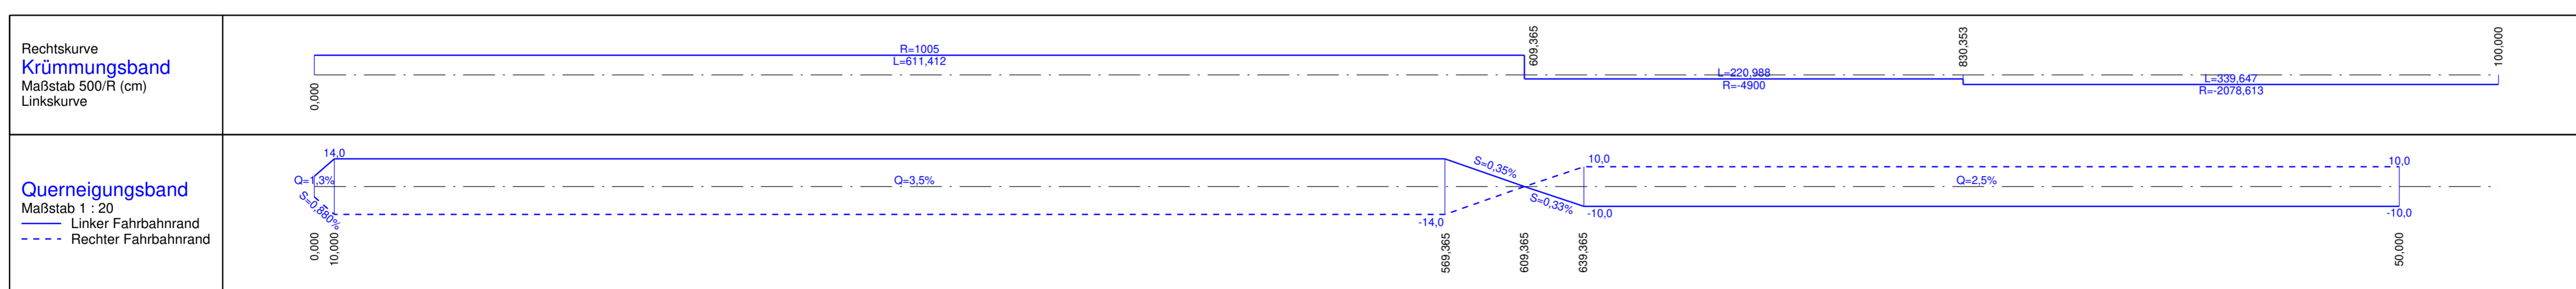 Rechtskurve
Krümmungsband
Maßstab 500/R (cm)
Linkskurve
0,000
R=1005
L=611,412
609,365
L=220,988
R=-4900
830,353
L=339,647
R=-2078,613
100,000
Querneigungsband
Maßstab 1 : 20
Linker Fahrbahnrand
Rechter Fahrbahnrand
14,0
Q=1,3%
S=0,880%
0,000
10,000
Q=3,5%
-14,0
569,365
S=0,35%
609,365
S=0,33%
10,0
-10,0
639,365
Q=2,5%
10,0
-10,0
50,000